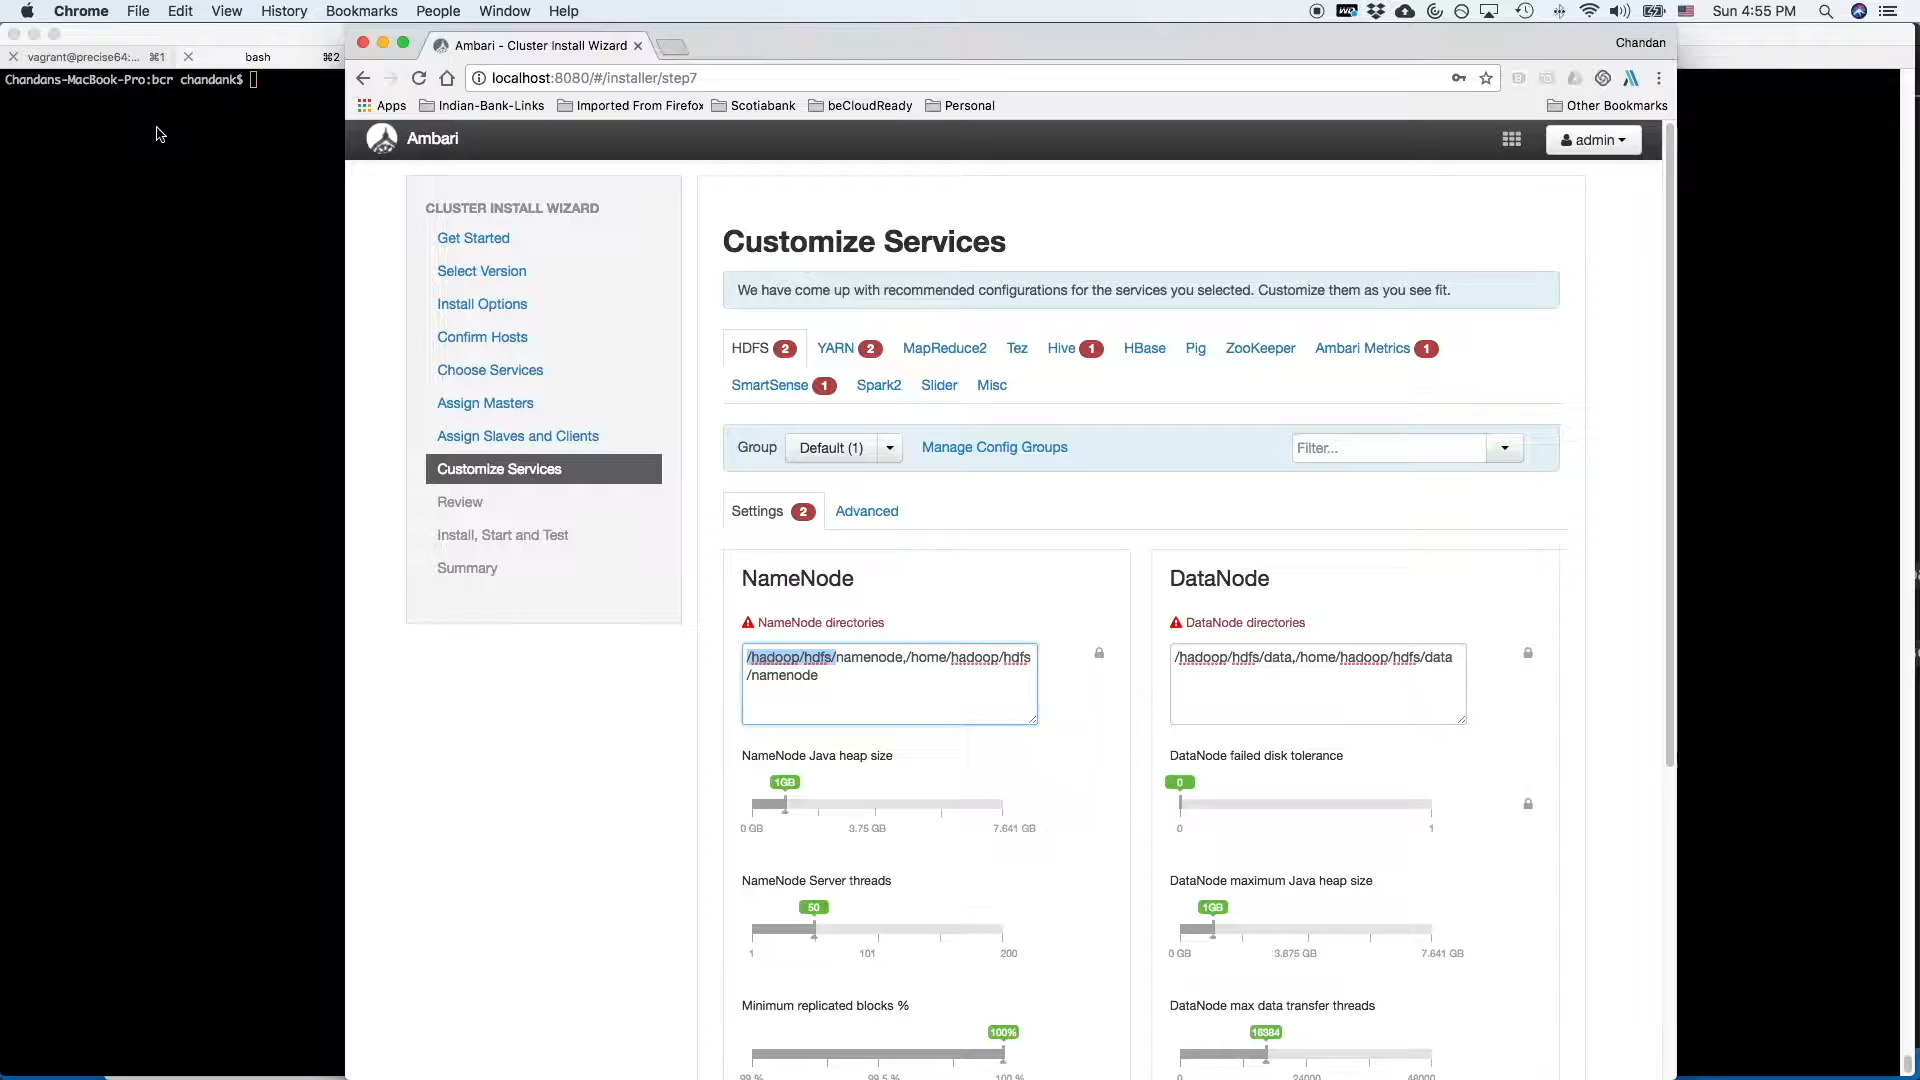 Chrome File Edit View History Bookmarks People Window Help Sun 4:55 PM
vagrant@precise64:... ⌘1 bash ⌘2
Chandans-MacBook-Pro:bcr chandank$
Ambari - Cluster Install Wizard
Chandan
localhost:8080/#/installer/step7
Apps Indian-Bank-Links Imported From Firefox Scotiabank beCloudReady Personal Other Bookmarks
Ambari
admin
CLUSTER INSTALL WIZARD
Get Started
Select Version
Install Options
Confirm Hosts
Choose Services
Assign Masters
Assign Slaves and Clients
Customize Services
Review
Install, Start and Test
Summary
Customize Services
We have come up with recommended configurations for the services you selected. Customize them as you see fit.
HDFS 2 YARN 2 MapReduce2 Tez Hive 1 HBase Pig ZooKeeper Ambari Metrics 1
SmartSense 1 Spark2 Slider Misc
Group Default (1) Manage Config Groups Filter...
Settings 2 Advanced
NameNode
NameNode directories
/hadoop/hdfs/namenode,/home/hadoop/hdfs
/namenode
NameNode Java heap size
1GB
0 GB 3.75 GB 7.641 GB
NameNode Server threads
50
1 101 200
Minimum replicated blocks %
100%
99 % 99.5 % 100 %
DataNode
DataNode directories
/hadoop/hdfs/data,/home/hadoop/hdfs/data
DataNode failed disk tolerance
0
0 1
DataNode maximum Java heap size
1GB
0 GB 3.875 GB 7.641 GB
DataNode max data transfer threads
16384
0 24000 48000